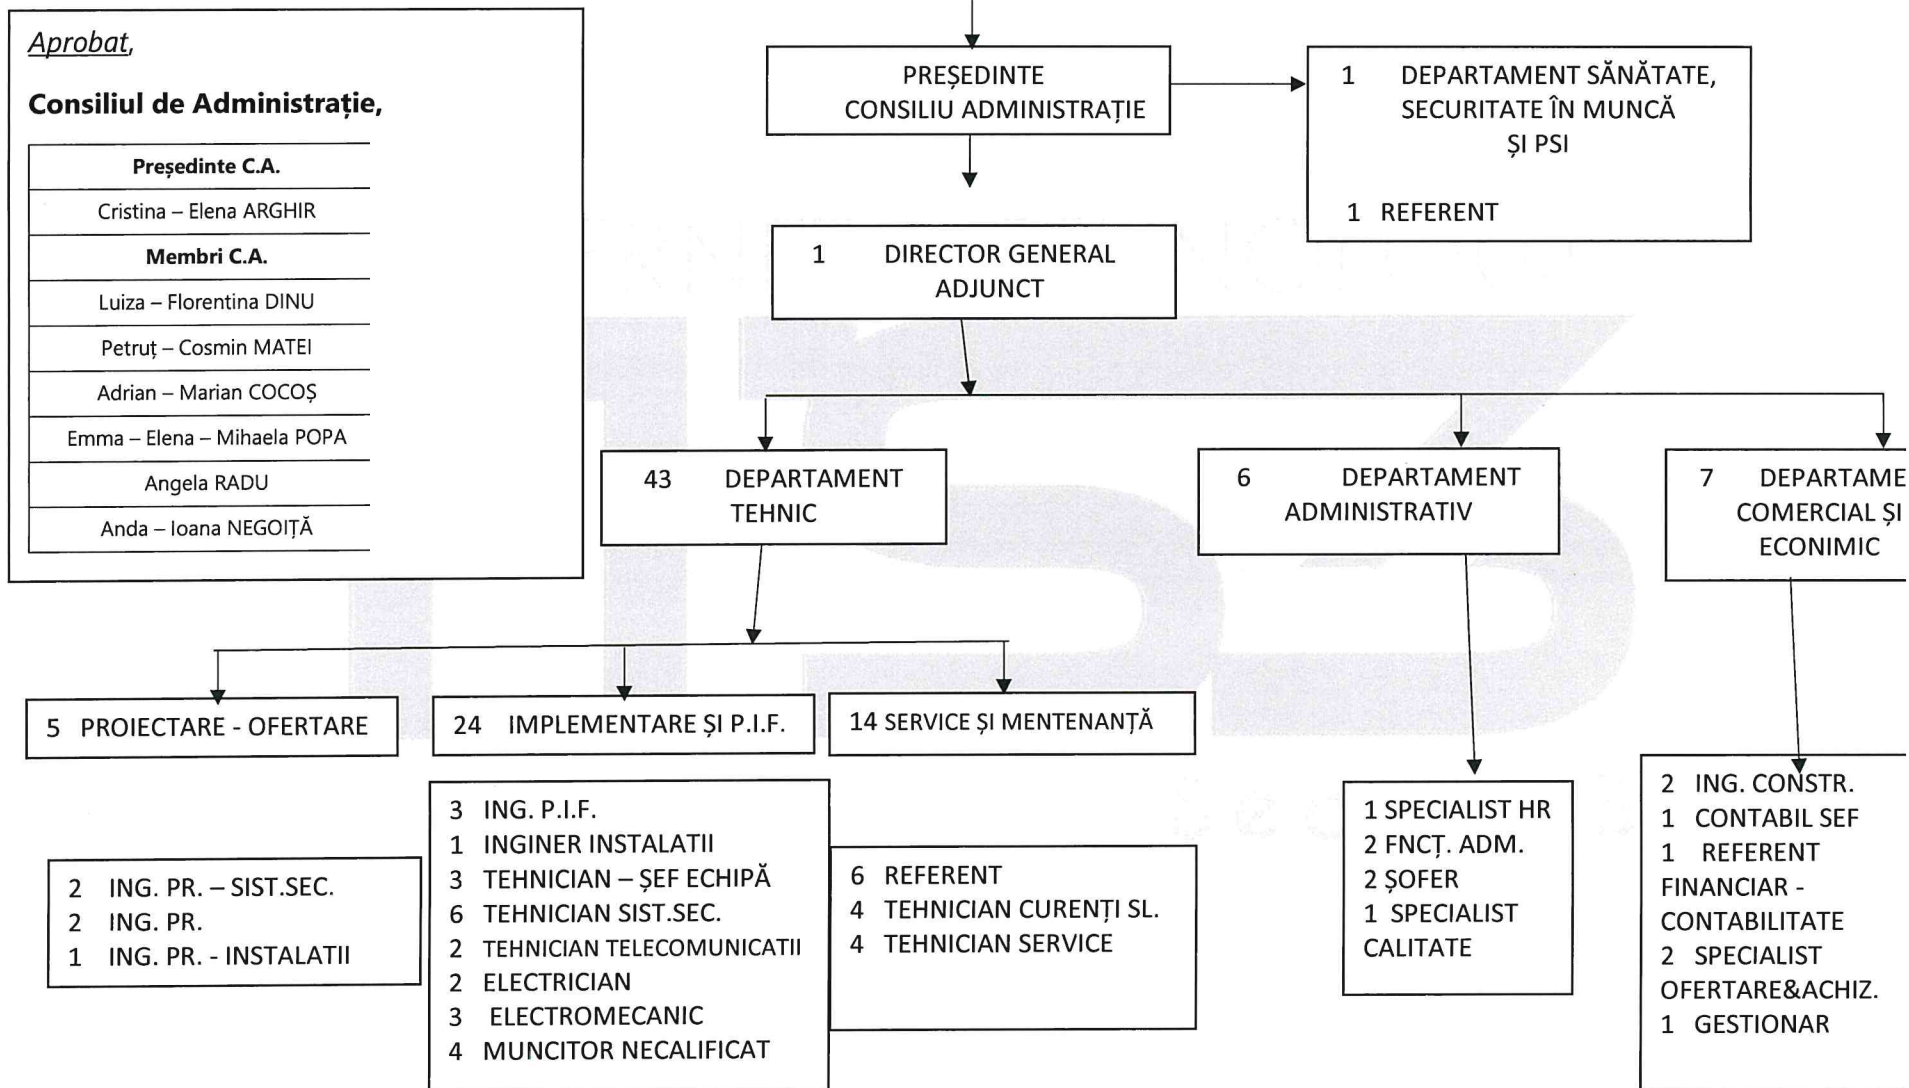 Aprobat,
Consiliul de Administrație,
Președinte C.A.
Cristina – Elena ARGHIR
Membri C.A.
Luiza – Florentina DINU
Petruț – Cosmin MATEI
Adrian – Marian COCOȘ
Emma – Elena – Mihaela POPA
Angela RADU
Anda – Ioana NEGOIȚĂ
PREȘEDINTE
CONSILIU ADMINISTRAȚIE
1 DEPARTAMENT SĂNĂTATE,
SECURITATE ÎN MUNCĂ
ȘI PSI
1 REFERENT
1 DIRECTOR GENERAL
ADJUNCT
43 DEPARTAMENT
TEHNIC
6 DEPARTAMENT
ADMINISTRATIV
7 DEPARTAME
COMERCIAL ȘI
ECONIMIC
5 PROIECTARE - OFERTARE
24 IMPLEMENTARE ȘI P.I.F.
14 SERVICE ȘI MENTENANȚĂ
2 ING. PR. – SIST.SEC.
2 ING. PR.
1 ING. PR. - INSTALATII
3 ING. P.I.F.
1 INGINER INSTALATII
3 TEHNICIAN – ȘEF ECHIPĂ
6 TEHNICIAN SIST.SEC.
2 TEHNICIAN TELECOMUNICATII
2 ELECTRICIAN
3 ELECTROMECANIC
4 MUNCITOR NECALIFICAT
6 REFERENT
4 TEHNICIAN CURENȚI SL.
4 TEHNICIAN SERVICE
1 SPECIALIST HR
2 FNCȚ. ADM.
2 ȘOFER
1 SPECIALIST
CALITATE
2 ING. CONSTR.
1 CONTABIL SEF
1 REFERENT
FINANCIAR -
CONTABILITATE
2 SPECIALIST
OFERTARE&ACHIZ.
1 GESTIONAR